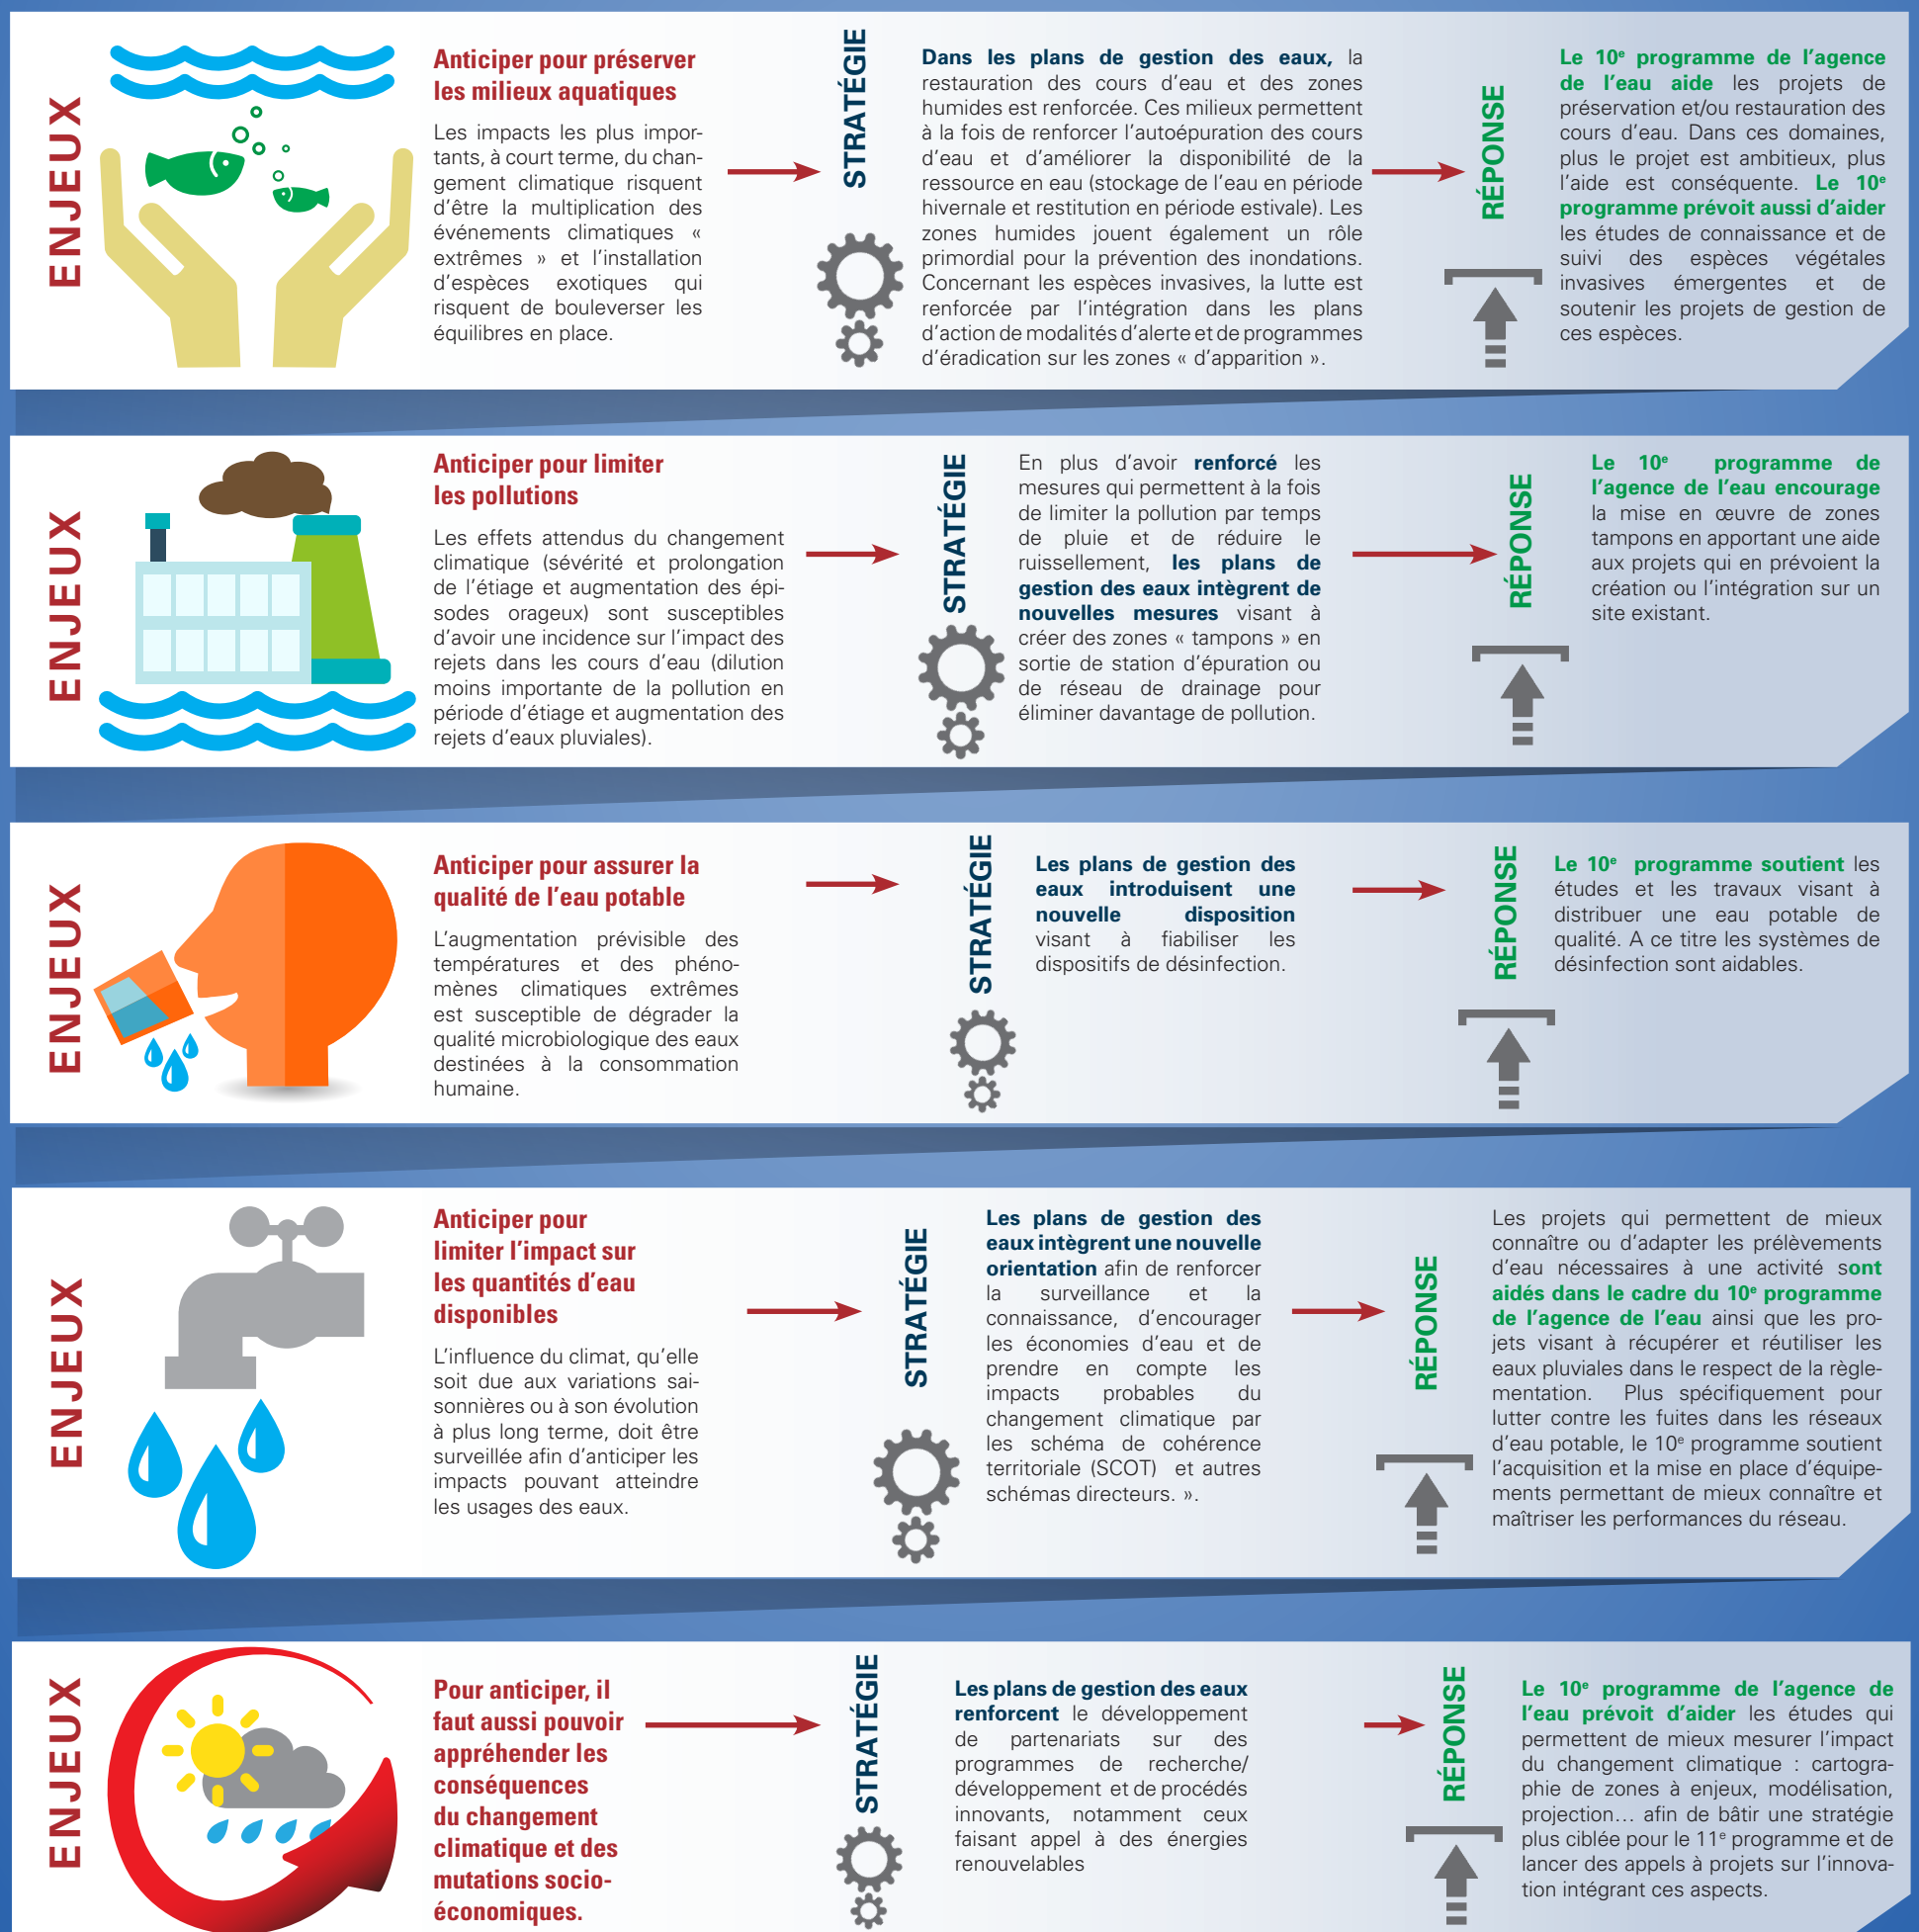 ENJEUX
Anticiper pour préserver
les milieux aquatiques
Les impacts les plus impor-
tants, à court terme, du chan-
gement climatique risquent
d'être la multiplication des
événements climatiques «
extrêmes » et l'installation
d'espèces exotiques qui
risquent de bouleverser les
équilibres en place.
STRATÉGIE
Dans les plans de gestion des eaux, la
restauration des cours d'eau et des zones
humides est renforcée. Ces milieux permettent
à la fois de renforcer l'autoépuration des cours
d'eau et d'améliorer la disponibilité de la
ressource en eau (stockage de l'eau en période
hivernale et restitution en période estivale). Les
zones humides jouent également un rôle
primordial pour la prévention des inondations.
Concernant les espèces invasives, la lutte est
renforcée par l'intégration dans les plans
d'action de modalités d'alerte et de programmes
d'éradication sur les zones « d'apparition ».
RÉPONSE
Le 10e programme de l'agence
de l'eau aide les projets de
préservation et/ou restauration des
cours d'eau. Dans ces domaines,
plus le projet est ambitieux, plus
l'aide est conséquente. Le 10e
programme prévoit aussi d'aider
les études de connaissance et de
suivi des espèces végétales
invasives émergentes et de
soutenir les projets de gestion de
ces espèces.
ENJEUX
Anticiper pour limiter
les pollutions
Les effets attendus du changement
climatique (sévérité et prolongation
de l'étiage et augmentation des épi-
sodes orageux) sont susceptibles
d'avoir une incidence sur l'impact des
rejets dans les cours d'eau (dilution
moins importante de la pollution en
période d'étiage et augmentation des
rejets d'eaux pluviales).
STRATÉGIE
En plus d'avoir renforcé les
mesures qui permettent à la fois
de limiter la pollution par temps
de pluie et de réduire le
ruissellement, les plans de
gestion des eaux intègrent de
nouvelles mesures visant à
créer des zones « tampons » en
sortie de station d'épuration ou
de réseau de drainage pour
éliminer davantage de pollution.
RÉPONSE
Le 10e programme de
l'agence de l'eau encourage
la mise en œuvre de zones
tampons en apportant une aide
aux projets qui en prévoient la
création ou l'intégration sur un
site existant.
ENJEUX
Anticiper pour assurer la
qualité de l'eau potable
L'augmentation prévisible des
températures et des phéno-
mènes climatiques extrêmes
est susceptible de dégrader la
qualité microbiologique des eaux
destinées à la consommation
humaine.
STRATÉGIE
Les plans de gestion des
eaux introduisent une
nouvelle disposition
visant à fiabiliser les
dispositifs de désinfection.
RÉPONSE
Le 10e programme soutient les
études et les travaux visant à
distribuer une eau potable de
qualité. A ce titre les systèmes de
désinfection sont aidables.
ENJEUX
Anticiper pour
limiter l'impact sur
les quantités d'eau
disponibles
L'influence du climat, qu'elle
soit due aux variations sai-
sonnières ou à son évolution
à plus long terme, doit être
surveillée afin d'anticiper les
impacts pouvant atteindre
les usages des eaux.
STRATÉGIE
Les plans de gestion des
eaux intègrent une nouvelle
orientation afin de renforcer
la surveillance et la
connaissance, d'encourager
les économies d'eau et de
prendre en compte les
impacts probables du
changement climatique par
les schéma de cohérence
territoriale (SCOT) et autres
schémas directeurs. ».
RÉPONSE
Les projets qui permettent de mieux
connaître ou d'adapter les prélèvements
d'eau nécessaires à une activité sont
aidés dans le cadre du 10e programme
de l'agence de l'eau ainsi que les pro-
jets visant à récupérer et réutiliser les
eaux pluviales dans le respect de la règle-
mentation. Plus spécifiquement pour
lutter contre les fuites dans les réseaux
d'eau potable, le 10e programme soutient
l'acquisition et la mise en place d'équipe-
ments permettant de mieux connaître et
maîtriser les performances du réseau.
ENJEUX
Pour anticiper, il
faut aussi pouvoir
appréhender les
conséquences
du changement
climatique et des
mutations socio-
économiques.
STRATÉGIE
Les plans de gestion des eaux
renforcent le développement
de partenariats sur des
programmes de recherche/
développement et de procédés
innovants, notamment ceux
faisant appel à des énergies
renouvelables
RÉPONSE
Le 10e programme de l'agence de
l'eau prévoit d'aider les études qui
permettent de mieux mesurer l'impact
du changement climatique : cartogra-
phie de zones à enjeux, modélisation,
projection… afin de bâtir une stratégie
plus ciblée pour le 11e programme et de
lancer des appels à projets sur l'innova-
tion intégrant ces aspects.